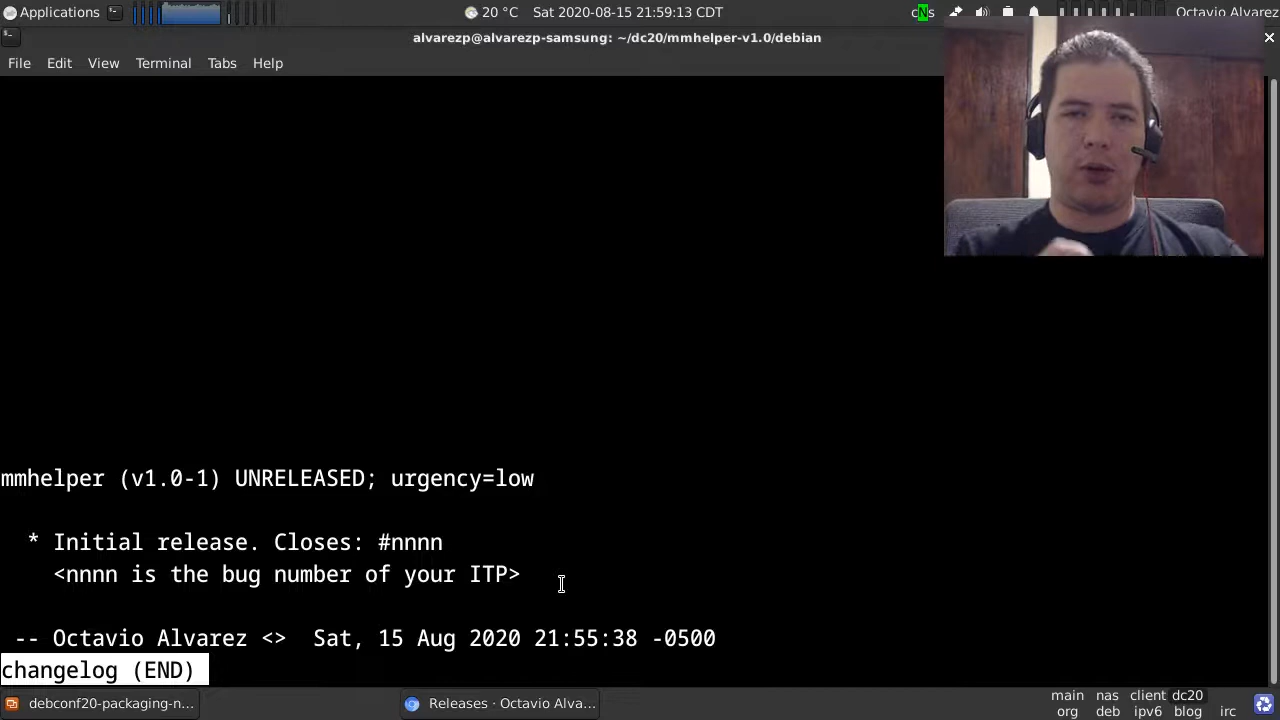 Applications
20 °C Sat 2020-08-15 21:59:13 CDT
Octavio Alvarez
alvarezp@alvarezp-samsung: ~/dc20/mmhelper-v1.0/debian
File Edit View Terminal Tabs Help
mmhelper (v1.0-1) UNRELEASED; urgency=low
* Initial release. Closes: #nnnn
<nnnn is the bug number of your ITP>
-- Octavio Alvarez <> Sat, 15 Aug 2020 21:55:38 -0500
changelog (END)
debconf20-packaging-n...
Releases · Octavio Alva...
main nas client dc20
org deb ipv6 blog irc